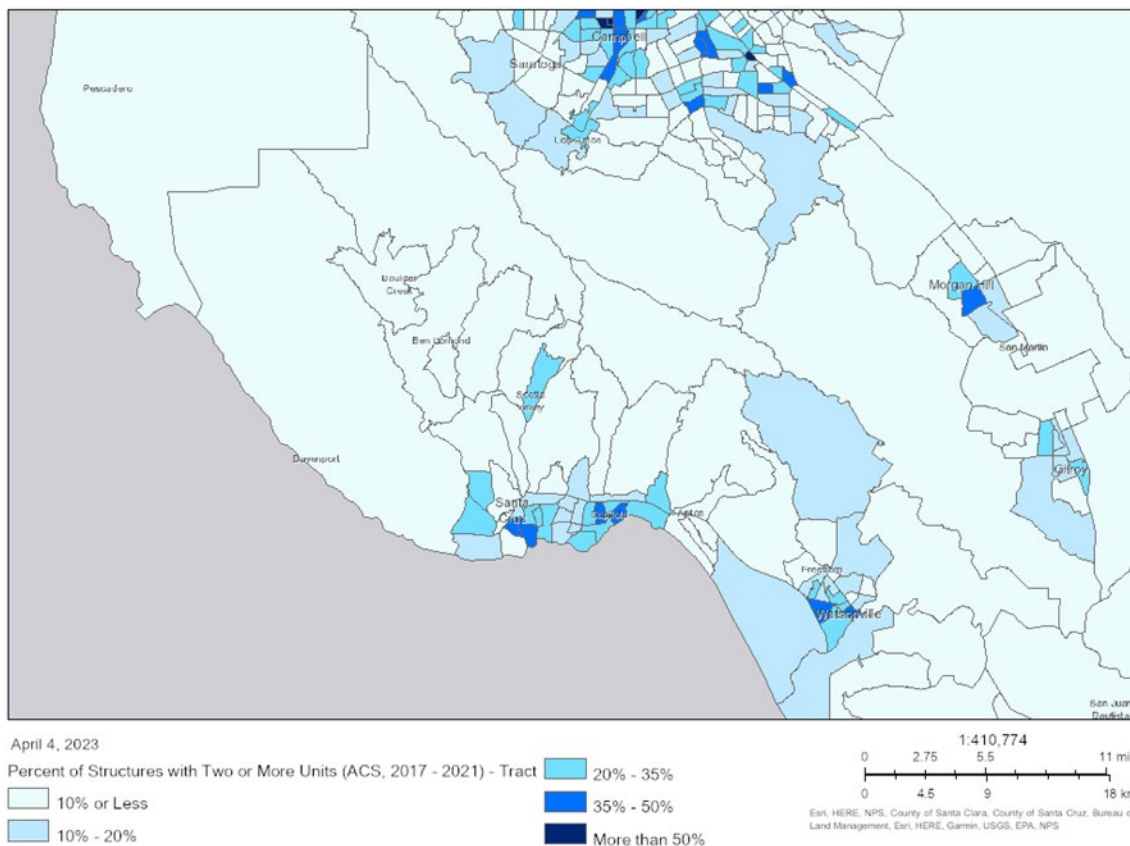 Campbell
Saratoga
Pescadero
Los Gatos
Boulder
Creek
Morgan Hill
Ben Lomond
San Martin
Scotts
Valley
Davenport
Gilroy
Santa
Cruz
Capitola
Aptos
Freedom
Watsonville
San Juan
Bautista
April 4, 2023
Percent of Structures with Two or More Units (ACS, 2017 - 2021) - Tract
10% or Less
10% - 20%
20% - 35%
35% - 50%
More than 50%
1:410,774
0 2.75 5.5 11 mi
0 4.5 9 18 km
Esri, HERE, NPS, County of Santa Clara, County of Santa Cruz, Bureau of
Land Management, Esri, HERE, Garmin, USGS, EPA, NPS